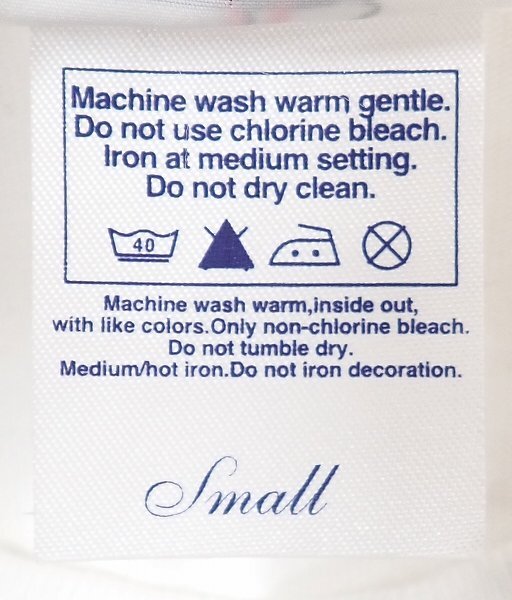 Machine wash warm gentle.
Do not use chlorine bleach.
Iron at medium setting.
Do not dry clean.
40
Machine wash warm,inside out,
with like colors.Only non-chlorine bleach.
Do not tumble dry.
Medium/hot iron.Do not iron decoration.
Small